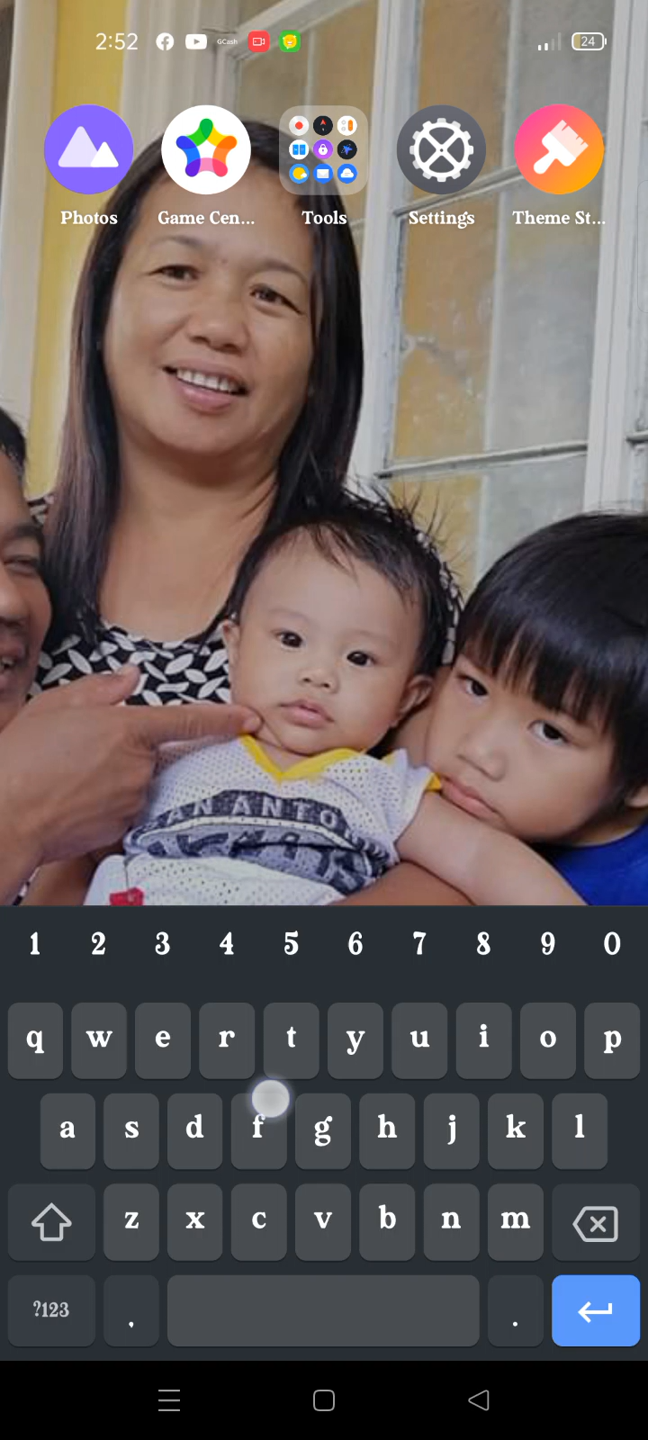 2:52 GCash 24
Photos Game Cen... Tools Settings Theme St...
AN ANTO
1 2 3 4 5 6 7 8 9 0
q w e r t y u i o p
a s d f g h j k l
z x c v b n m
?123 , .